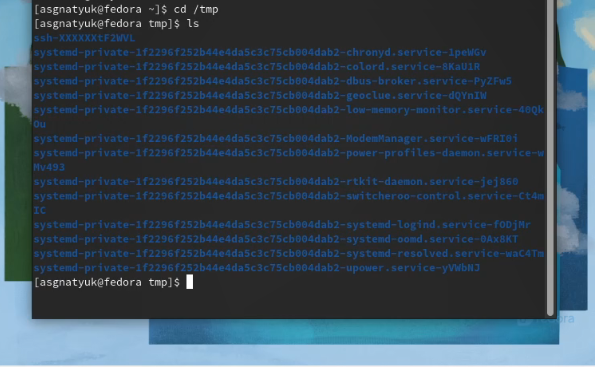 [asgnatyuk@fedora ~]$ cd /tmp
[asgnatyuk@fedora tmp]$ ls
ssh-XXXXXXtF2WVL
systemd-private-1f2296f252b44e4da5c3c75cb004dab2-chronyd.service-1peWGv
systemd-private-1f2296f252b44e4da5c3c75cb004dab2-colord.service-8KaU1R
systemd-private-1f2296f252b44e4da5c3c75cb004dab2-dbus-broker.service-PyZFw5
systemd-private-1f2296f252b44e4da5c3c75cb004dab2-geoclue.service-dQYnIW
systemd-private-1f2296f252b44e4da5c3c75cb004dab2-low-memory-monitor.service-40Qk
Ou
systemd-private-1f2296f252b44e4da5c3c75cb004dab2-ModemManager.service-wFRI0i
systemd-private-1f2296f252b44e4da5c3c75cb004dab2-power-profiles-daemon.service-w
Mv493
systemd-private-1f2296f252b44e4da5c3c75cb004dab2-rtkit-daemon.service-jej860
systemd-private-1f2296f252b44e4da5c3c75cb004dab2-switcheroo-control.service-Ct4m
IC
systemd-private-1f2296f252b44e4da5c3c75cb004dab2-systemd-logind.service-fODjMr
systemd-private-1f2296f252b44e4da5c3c75cb004dab2-systemd-oomd.service-0Ax8KT
systemd-private-1f2296f252b44e4da5c3c75cb004dab2-systemd-resolved.service-waC4Tm
systemd-private-1f2296f252b44e4da5c3c75cb004dab2-upower.service-yVWbNJ
[asgnatyuk@fedora tmp]$